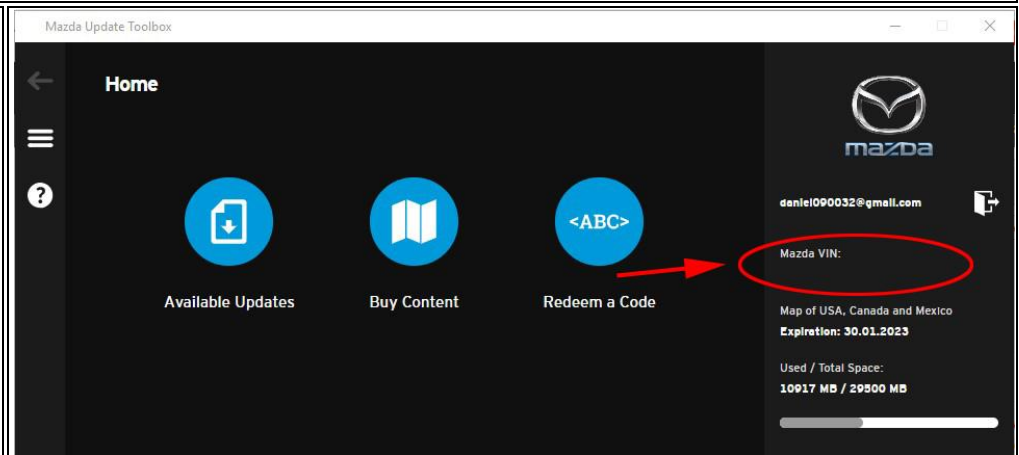 Mazda Update Toolbox
Home
mazda
daniel090032@gmail.com
<ABC>
Mazda VIN:
Available Updates
Buy Content
Redeem a Code
Map of USA, Canada and Mexico
Expiration: 30.01.2023
Used / Total Space:
10917 MB / 29500 MB